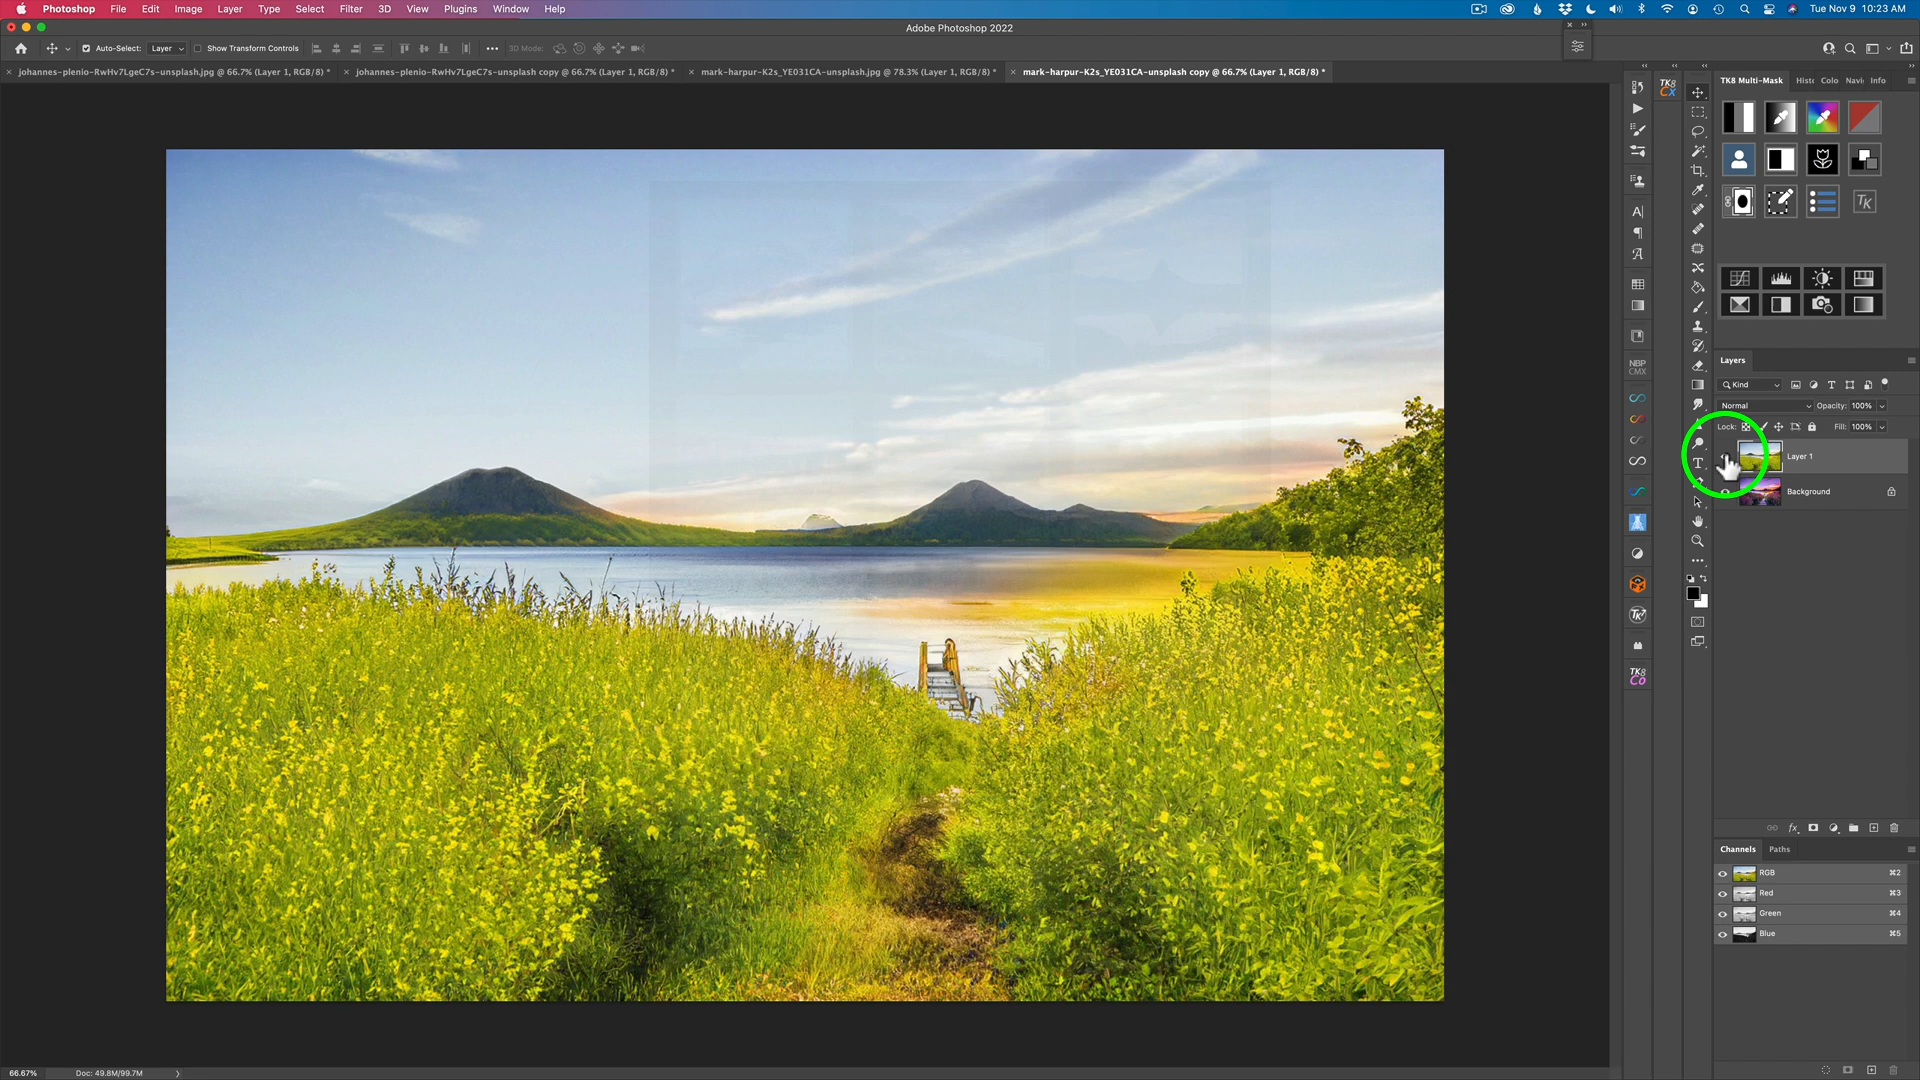 Photoshop File Edit Image Layer Type Select Filter 3D View Plugins Window Help Tue Nov 9 10:23 AM
Adobe Photoshop 2022
Auto-Select: Layer Show Transform Controls 3D Mode:
johannes-plenio-RwHv7LgeC7s-unsplash.jpg @ 66.7% (Layer 1, RGB/8) * johannes-plenio-RwHv7LgeC7s-unsplash copy @ 66.7% (Layer 1, RGB/8) * mark-harpur-K2s_YE031CA-unsplash.jpg @ 78.3% (Layer 1, RGB/8) * mark-harpur-K2s_YE031CA-unsplash copy @ 66.7% (Layer 1, RGB/8) *
TK8 Multi-Mask Histo Colo Navi Info
TK8
Cx
TK
NBP
CMX
TK
TK8
Co
Layers
Kind
Normal Opacity: 100%
Lock: Fill: 100%
Layer 1
Background
fx
Channels Paths
RGB ⌘2
Red ⌘3
Green ⌘4
Blue ⌘5
66.67% Doc: 49.8M/99.7M